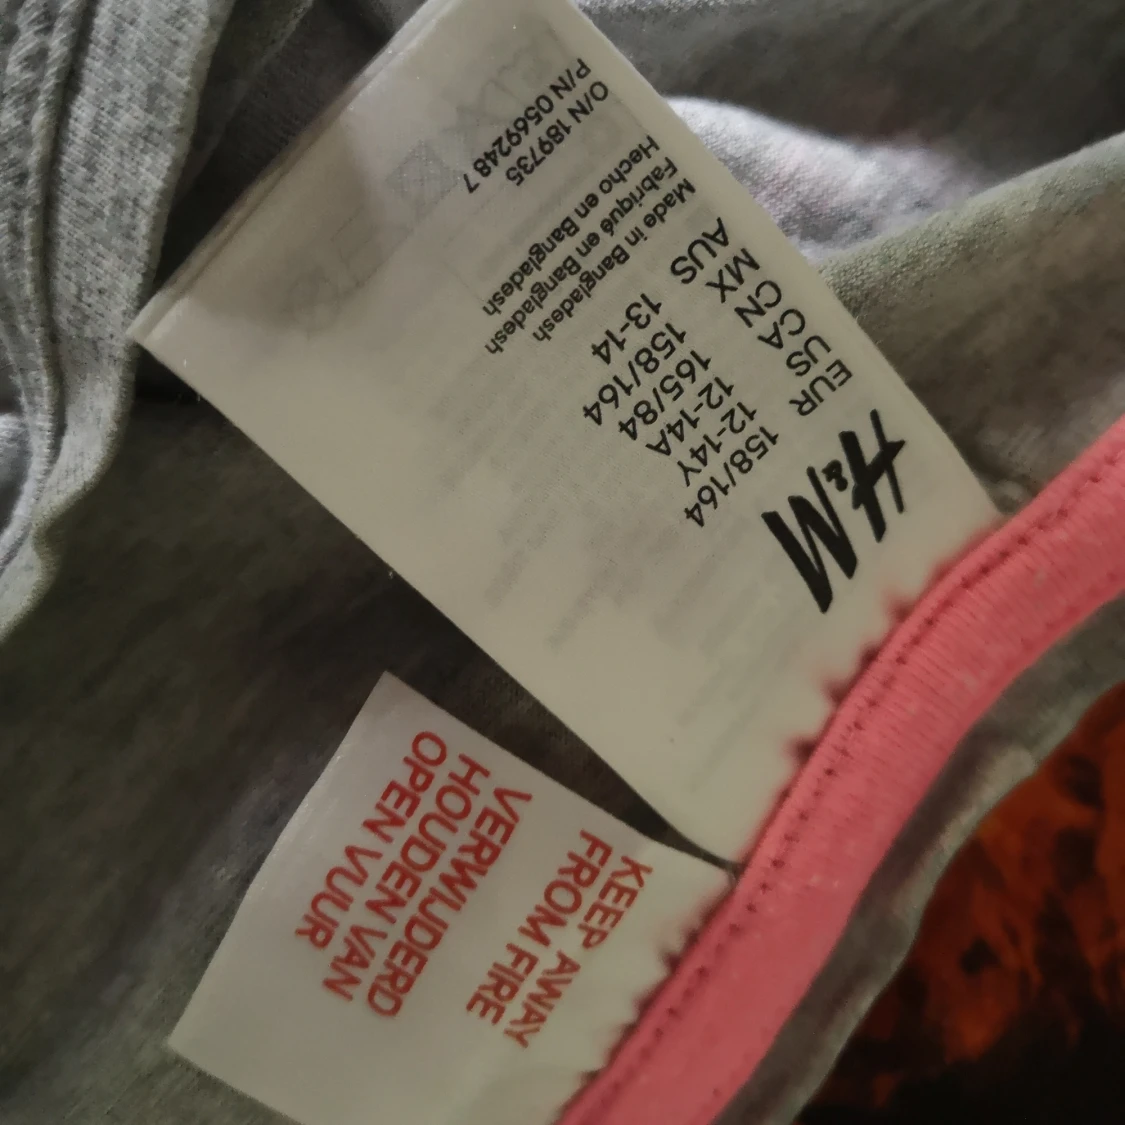 H&M
EUR 158/164
US 12-14Y
CA 12-14A
CN 165/84
MX 158/164
AUS 13-14
Made in Bangladesh
Fabriqué en Bangladesh
Hecho en Bangladesh
O/N 189735
P/N 0569248 7
KEEP AWAY
FROM FIRE
VERWIJDERD
HOUDEN VAN
OPEN VUUR